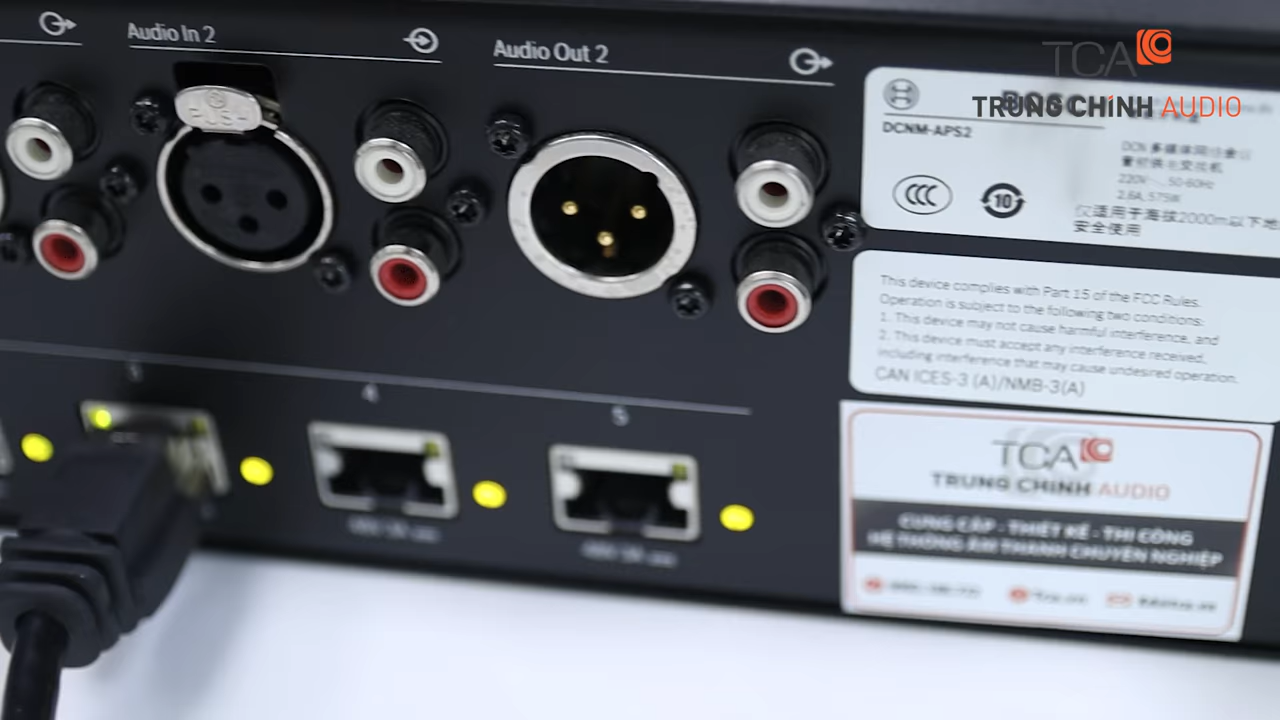 Audio In 2
Audio Out 2
PUSH
TCA
TRUNG CHÍNH AUDIO
DCNM-APS2
220V 50-60Hz
2.6A, 575W
仅适用于海拔2000m以下地
安全使用
CCC
10
This device complies with Part 15 of the FCC Rules.
Operation is subject to the following two conditions:
1. This device may not cause harmful interference, and
2. This device must accept any interference received,
including interference that may cause undesired operation.
CAN ICES-3 (A)/NMB-3(A)
3
4
5
TCA
TRUNG CHÍNH AUDIO
CUNG CẤP - THIẾT KẾ - THI CÔNG
HỆ THỐNG ÂM THANH CHUYÊN NGHIỆP